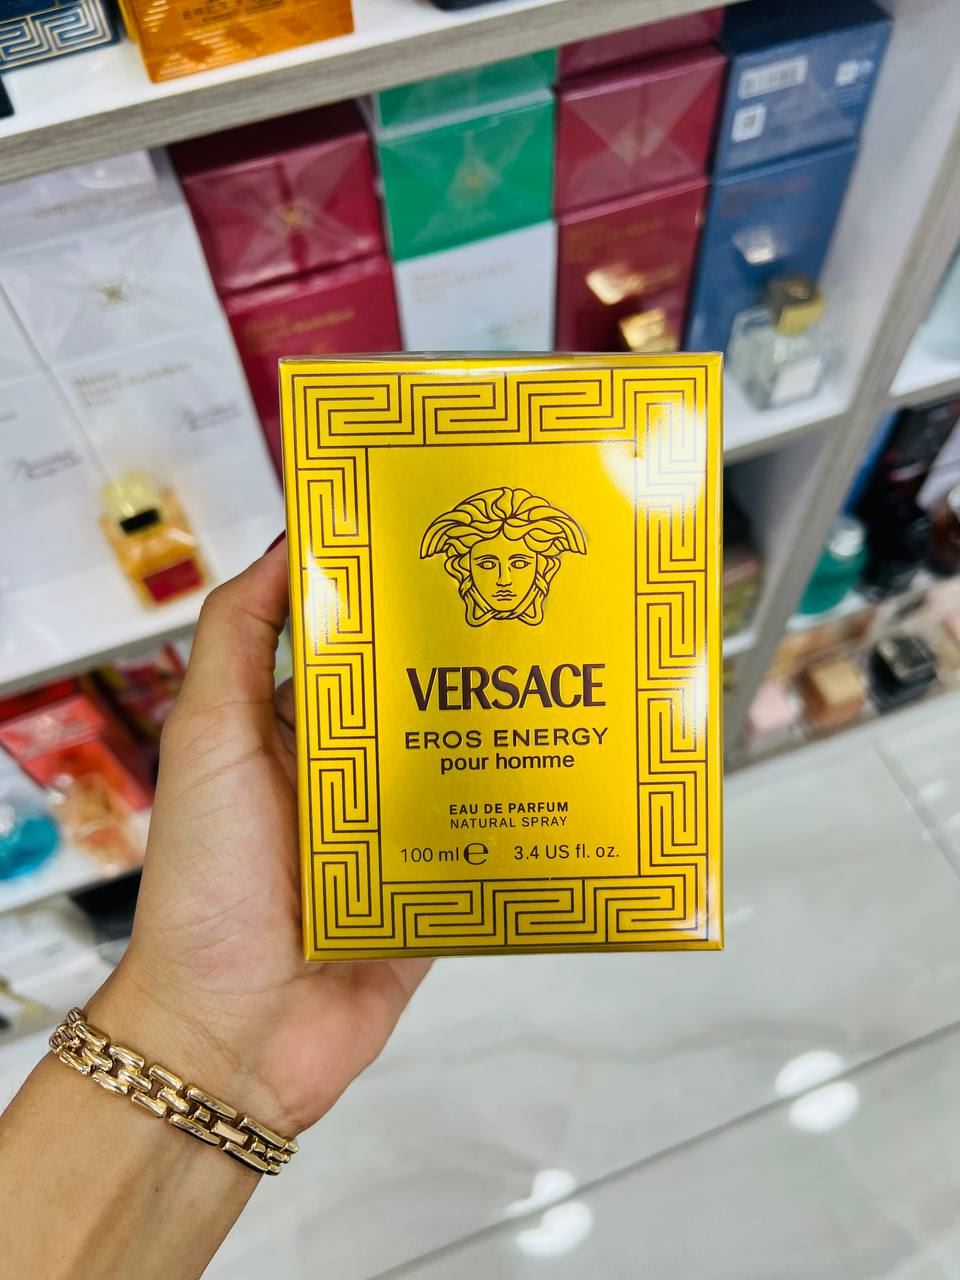 VERSACE
EROS ENERGY
pour homme
EAU DE PARFUM
NATURAL SPRAY
100 ml ℮ 3.4 US fl. oz.